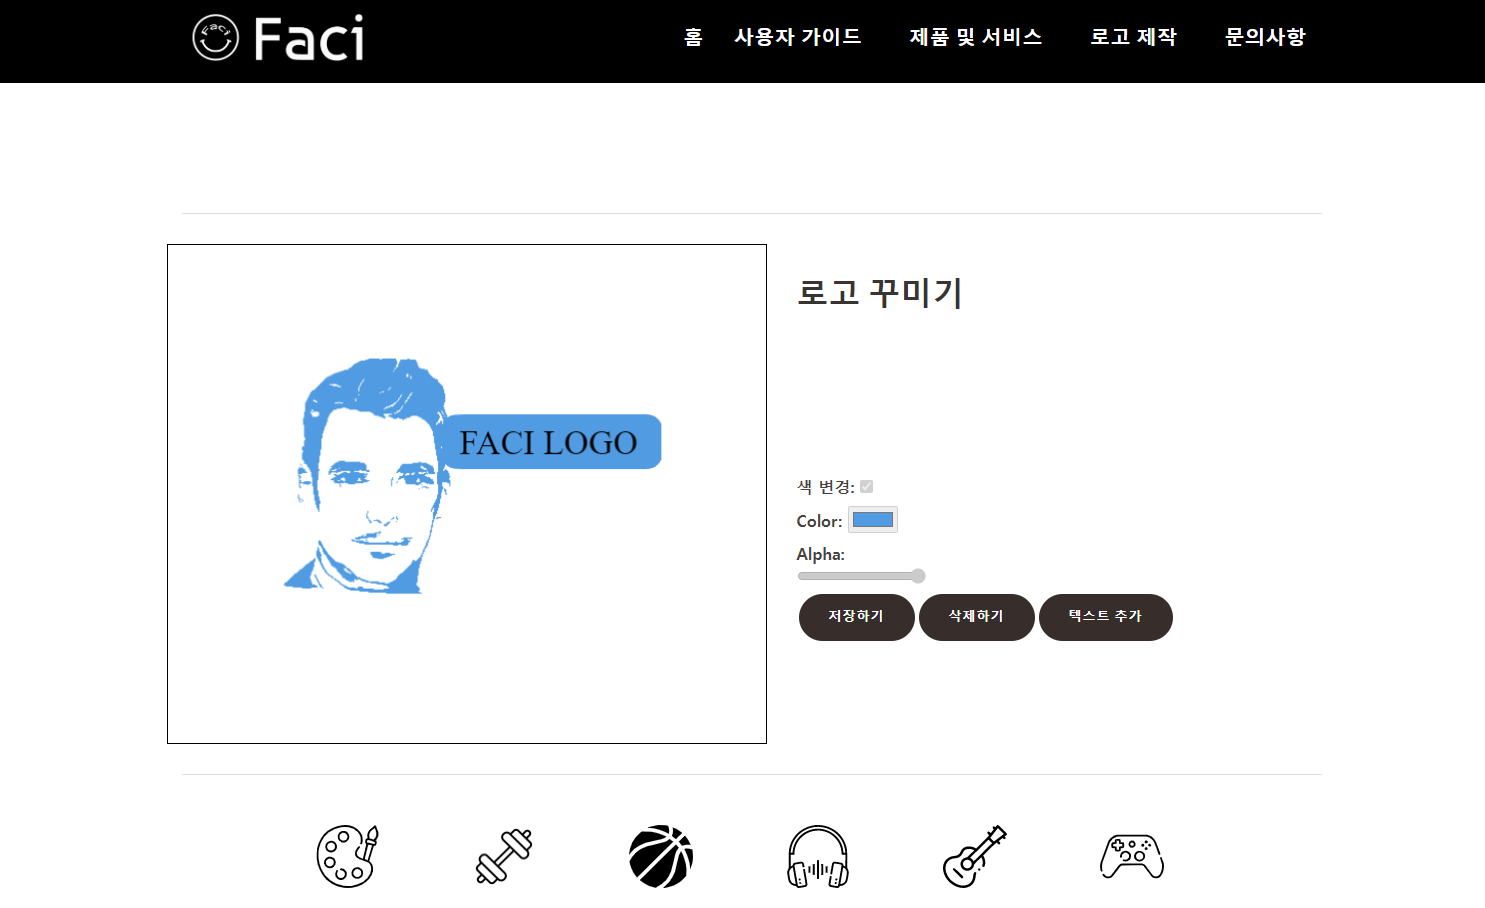 Faci Faci
홈 사용자 가이드 제품 및 서비스 로고 제작 문의사항
로고 꾸미기
FACI LOGO
색 변경:
Color:
Alpha:
저장하기 삭제하기 텍스트 추가